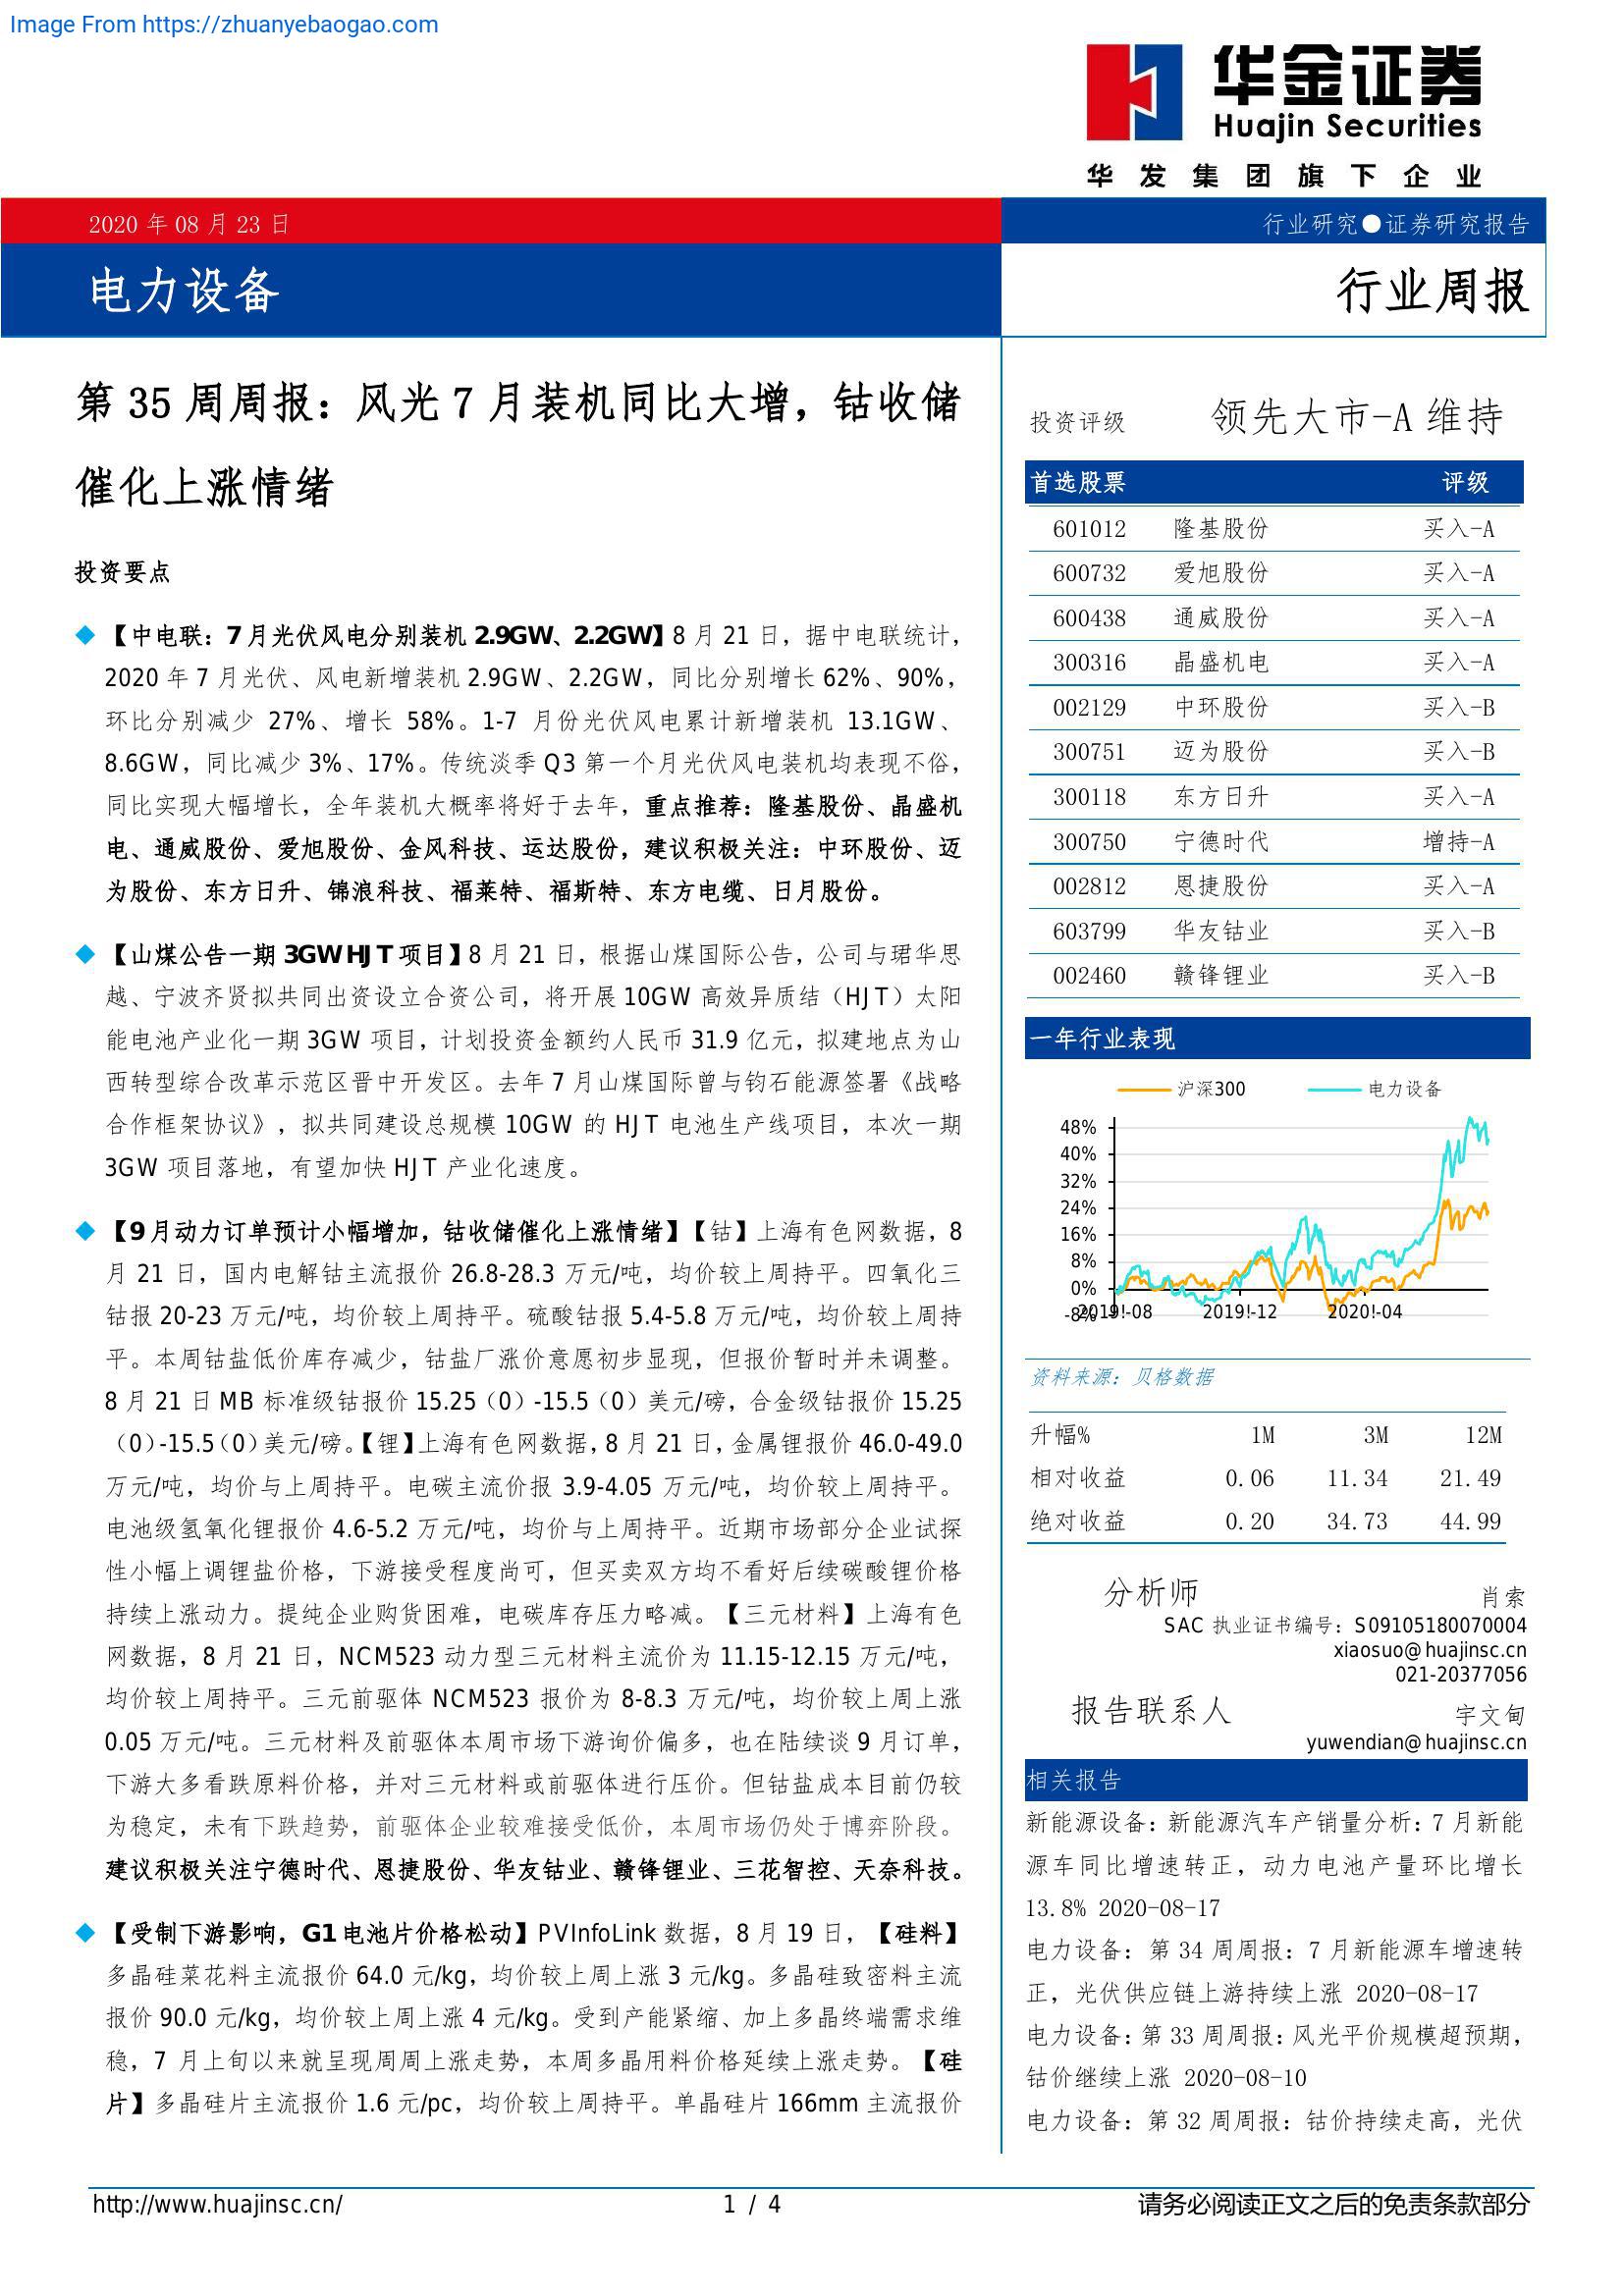 Image From https://zhuanyebaogao.com
华金证券
Huajin Securities
华发集团旗下企业
2020 年 08 月 23 日
行业研究●证券研究报告
电力设备
行业周报
第 35 周周报：风光 7 月装机同比大增，钴收储
催化上涨情绪
投资要点
◆ 【中电联：7 月光伏风电分别装机 2.9GW、2.2GW】8 月 21 日，据中电联统计，
2020 年 7 月光伏、风电新增装机 2.9GW、2.2GW，同比分别增长 62%、90%，
环比分别减少 27%、增长 58%。1-7 月份光伏风电累计新增装机 13.1GW、
8.6GW，同比减少 3%、17%。传统淡季 Q3 第一个月光伏风电装机均表现不俗，
同比实现大幅增长，全年装机大概率将好于去年，重点推荐：隆基股份、晶盛机
电、通威股份、爱旭股份、金风科技、运达股份，建议积极关注：中环股份、迈
为股份、东方日升、锦浪科技、福莱特、福斯特、东方电缆、日月股份。
◆ 【山煤公告一期 3GW HJT 项目】8 月 21 日，根据山煤国际公告，公司与珺华思
越、宁波齐贤拟共同出资设立合资公司，将开展 10GW 高效异质结（HJT）太阳
能电池产业化一期 3GW 项目，计划投资金额约人民币 31.9 亿元，拟建地点为山
西转型综合改革示范区晋中开发区。去年 7 月山煤国际曾与钧石能源签署《战略
合作框架协议》，拟共同建设总规模 10GW 的 HJT 电池生产线项目，本次一期
3GW 项目落地，有望加快 HJT 产业化速度。
◆ 【9 月动力订单预计小幅增加，钴收储催化上涨情绪】【钴】上海有色网数据，8
月 21 日，国内电解钴主流报价 26.8-28.3 万元/吨，均价较上周持平。四氧化三
钴报 20-23 万元/吨，均价较上周持平。硫酸钴报 5.4-5.8 万元/吨，均价较上周持
平。本周钴盐低价库存减少，钴盐厂涨价意愿初步显现，但报价暂时并未调整。
8 月 21 日 MB 标准级钴报价 15.25（0）-15.5（0）美元/磅，合金级钴报价 15.25
（0）-15.5（0）美元/磅。【锂】上海有色网数据，8 月 21 日，金属锂报价 46.0-49.0
万元/吨，均价与上周持平。电碳主流价报 3.9-4.05 万元/吨，均价较上周持平。
电池级氢氧化锂报价 4.6-5.2 万元/吨，均价与上周持平。近期市场部分企业试探
性小幅上调锂盐价格，下游接受程度尚可，但买卖双方均不看好后续碳酸锂价格
持续上涨动力。提纯企业购货困难，电碳库存压力略减。【三元材料】上海有色
网数据，8 月 21 日，NCM523 动力型三元材料主流价为 11.15-12.15 万元/吨，
均价较上周持平。三元前驱体 NCM523 报价为 8-8.3 万元/吨，均价较上周上涨
0.05 万元/吨。三元材料及前驱体本周市场下游询价偏多，也在陆续谈 9 月订单，
下游大多看跌原料价格，并对三元材料或前驱体进行压价。但钴盐成本目前仍较
为稳定，未有下跌趋势，前驱体企业较难接受低价，本周市场仍处于博弈阶段。
建议积极关注宁德时代、恩捷股份、华友钴业、赣锋锂业、三花智控、天奈科技。
◆ 【受制下游影响，G1 电池片价格松动】PVInfoLink 数据，8 月 19 日，【硅料】
多晶硅菜花料主流报价 64.0 元/kg，均价较上周上涨 3 元/kg。多晶硅致密料主流
报价 90.0 元/kg，均价较上周上涨 4 元/kg。受到产能紧缩、加上多晶终端需求维
稳，7 月上旬以来就呈现周周上涨走势，本周多晶用料价格延续上涨走势。【硅
片】多晶硅片主流报价 1.6 元/pc，均价较上周持平。单晶硅片 166mm 主流报价
投资评级 领先大市-A 维持
首选股票 评级
601012 隆基股份 买入-A
600732 爱旭股份 买入-A
600438 通威股份 买入-A
300316 晶盛机电 买入-A
002129 中环股份 买入-B
300751 迈为股份 买入-B
300118 东方日升 买入-A
300750 宁德时代 增持-A
002812 恩捷股份 买入-A
603799 华友钴业 买入-B
002460 赣锋锂业 买入-B
一年行业表现
沪深300 电力设备
48%
40%
32%
24%
16%
8%
0%
-8%
2019!-08 2019!-12 2020!-04
资料来源：贝格数据
升幅% 1M 3M 12M
相对收益 0.06 11.34 21.49
绝对收益 0.20 34.73 44.99
分析师 肖索
SAC 执业证书编号：S09105180070004
xiaosuo@huajinsc.cn
021-20377056
报告联系人 宇文甸
yuwendian@huajinsc.cn
相关报告
新能源设备：新能源汽车产销量分析：7 月新能
源车同比增速转正，动力电池产量环比增长
13.8% 2020-08-17
电力设备：第 34 周周报：7 月新能源车增速转
正，光伏供应链上游持续上涨 2020-08-17
电力设备：第 33 周周报：风光平价规模超预期，
钴价继续上涨 2020-08-10
电力设备：第 32 周周报：钴价持续走高，光伏
http://www.huajinsc.cn/
1 / 4
请务必阅读正文之后的免责条款部分